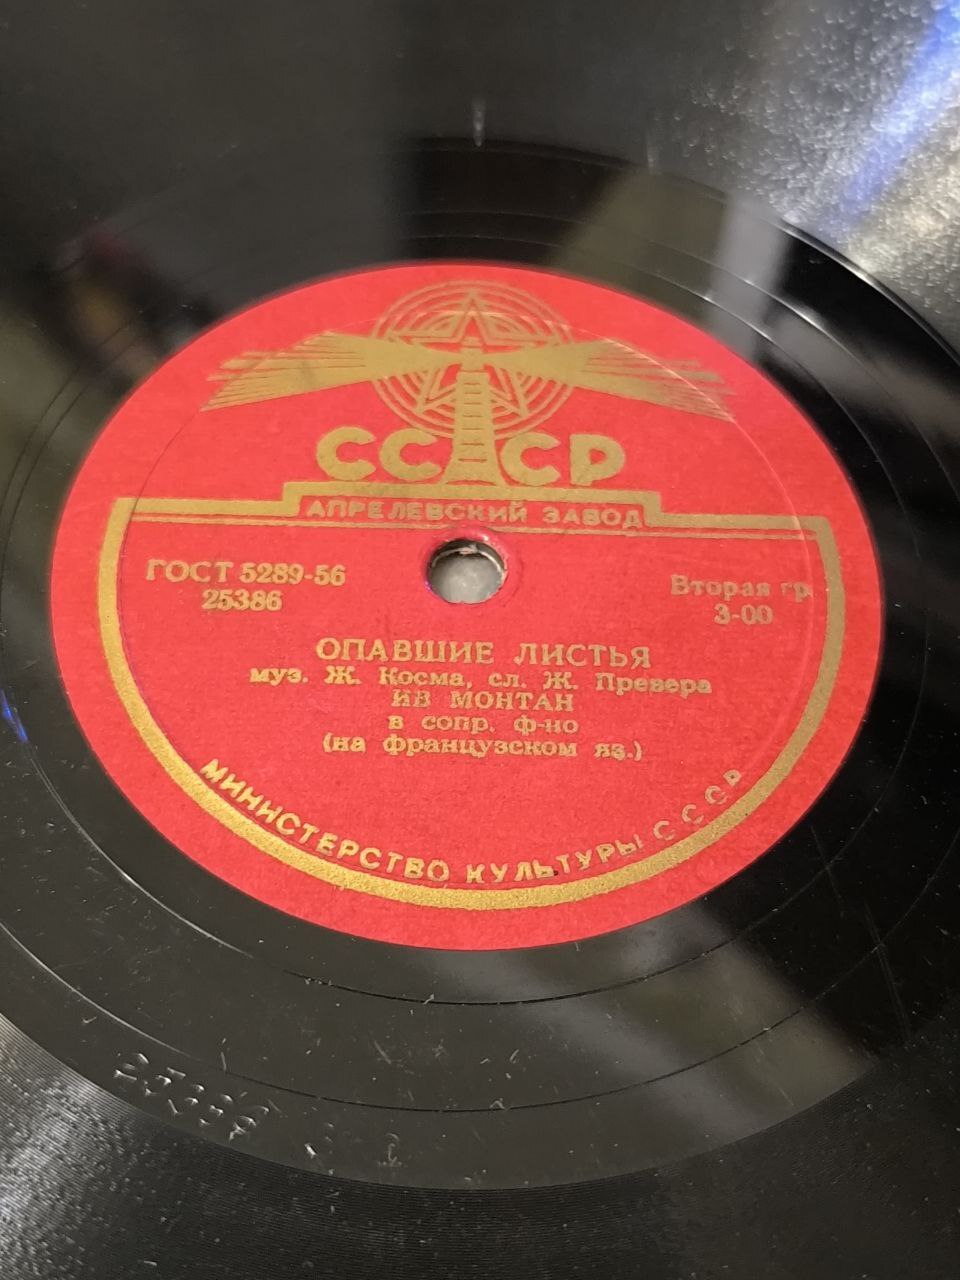 СССР
АПРЕЛЕВСКИЙ ЗАВОД
ГОСТ 5289-56
25386
Вторая гр.
3-00
ОПАВШИЕ ЛИСТЬЯ
муз. Ж. Косма, сл. Ж. Превера
ИВ МОНТАН
в сопр. ф-но
(на французском яз.)
МИНИСТЕРСТВО КУЛЬТУРЫ СССР
25386